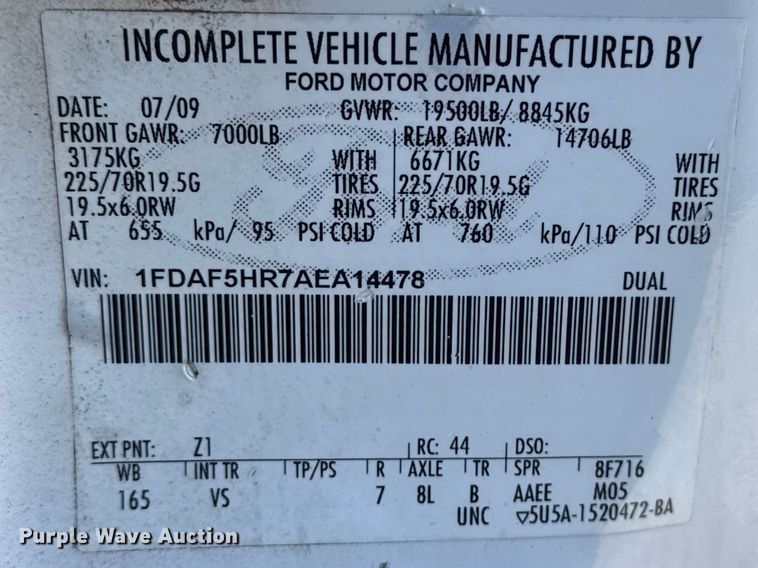 INCOMPLETE VEHICLE MANUFACTURED BY
FORD MOTOR COMPANY
DATE: 07/09 GVWR: 19500LB/ 8845KG
FRONT GAWR: 7000LB REAR GAWR: 14706LB
3175KG WITH 6671KG WITH
225/70R19.5G TIRES 225/70R19.5G TIRES
19.5x6.0RW RIMS 19.5x6.0RW RIMS
AT 655 kPa/ 95 PSI COLD AT 760 kPa/110 PSI COLD
VIN: 1FDAF5HR7AEA14478
EXT PNT: Z1 RC: 44 DSO:
WB INT TR TP/PS R AXLE TR SPR 8F716
165 VS 7 8L B AAEE M05
UNC ▽5U5A-1520472-BA
Purple Wave Auction